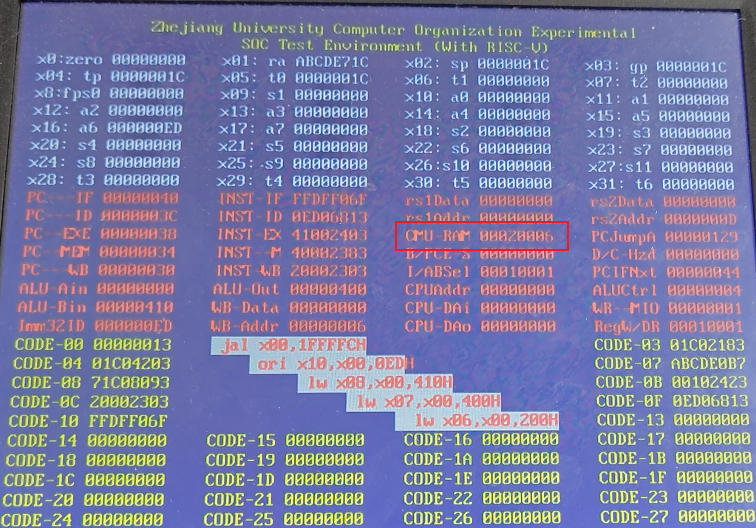 Zhejiang University Computer Organization Experimental
SOC Test Environment (With RISC-V)
x0:zero 00000000 x01: ra ABCDE71C x02: sp 0000001C x03: gp 0000001C
x04: tp 0000001C x05: t0 0000001C x06: t1 00000000 x07: t2 00000000
x8:fps0 00000000 x09: s1 00000000 x10: a0 00000000 x11: a1 00000000
x12: a2 00000000 x13: a3 00000000 x14: a4 00000000 x15: a5 00000000
x16: a6 000000ED x17: a7 00000000 x18: s2 00000000 x19: s3 00000000
x20: s4 00000000 x21: s5 00000000 x22: s6 00000000 x23: s7 00000000
x24: s8 00000000 x25: s9 00000000 x26:s10 00000000 x27:s11 00000000
x28: t3 00000000 x29: t4 00000000 x30: t5 00000000 x31: t6 00000000
PC---IF 00000040 INST-IF FFDFF06F rs1Data 00000000 rs2Data 00000000
PC---ID 0000003C INST-ID 0ED06813 rs1Addr 00000000 rs2Addr 0000000D
PC--EXE 00000038 INST-EX 41002403 CMU-RAM 00020006 PCJumpA 00000129
PC--MEM 00000034 INST--M 40002383 B/PCE-S 00000000 D/C-Hzd 00000000
PC---WB 00000030 INST-WB 20002303 I/ABSel 00010001 PCIFNxt 00000044
ALU-Ain 00000000 ALU-Out 00000400 CPUAddr 00000000 ALUCtrl 00000004
ALU-Bin 00000410 WB-Data 00000000 CPU-DAi 00000000 WR--MIO 00000001
Imm32ID 000000ED WB-Addr 00000006 CPU-DAo 00000000 RegW/DR 00010001
CODE-00 00000013 jal x00,1FFFFCH CODE-03 01C02183
CODE-04 01C04203 ori x10,x00,0EDH CODE-07 ABCDE0B7
CODE-08 71C08093 lw x08,x00,410H CODE-0B 00102423
CODE-0C 20002303 lw x07,x00,400H CODE-0F 0ED06813
CODE-10 FFDFF06F lw x06,x00,200H CODE-13 00000000
CODE-14 00000000 CODE-15 00000000 CODE-16 00000000 CODE-17 00000000
CODE-18 00000000 CODE-19 00000000 CODE-1A 00000000 CODE-1B 00000000
CODE-1C 00000000 CODE-1D 00000000 CODE-1E 00000000 CODE-1F 00000000
CODE-20 00000000 CODE-21 00000000 CODE-22 00000000 CODE-23 00000000
CODE-24 00000000 CODE-25 00000000 CODE-26 00000000 CODE-27 00000000